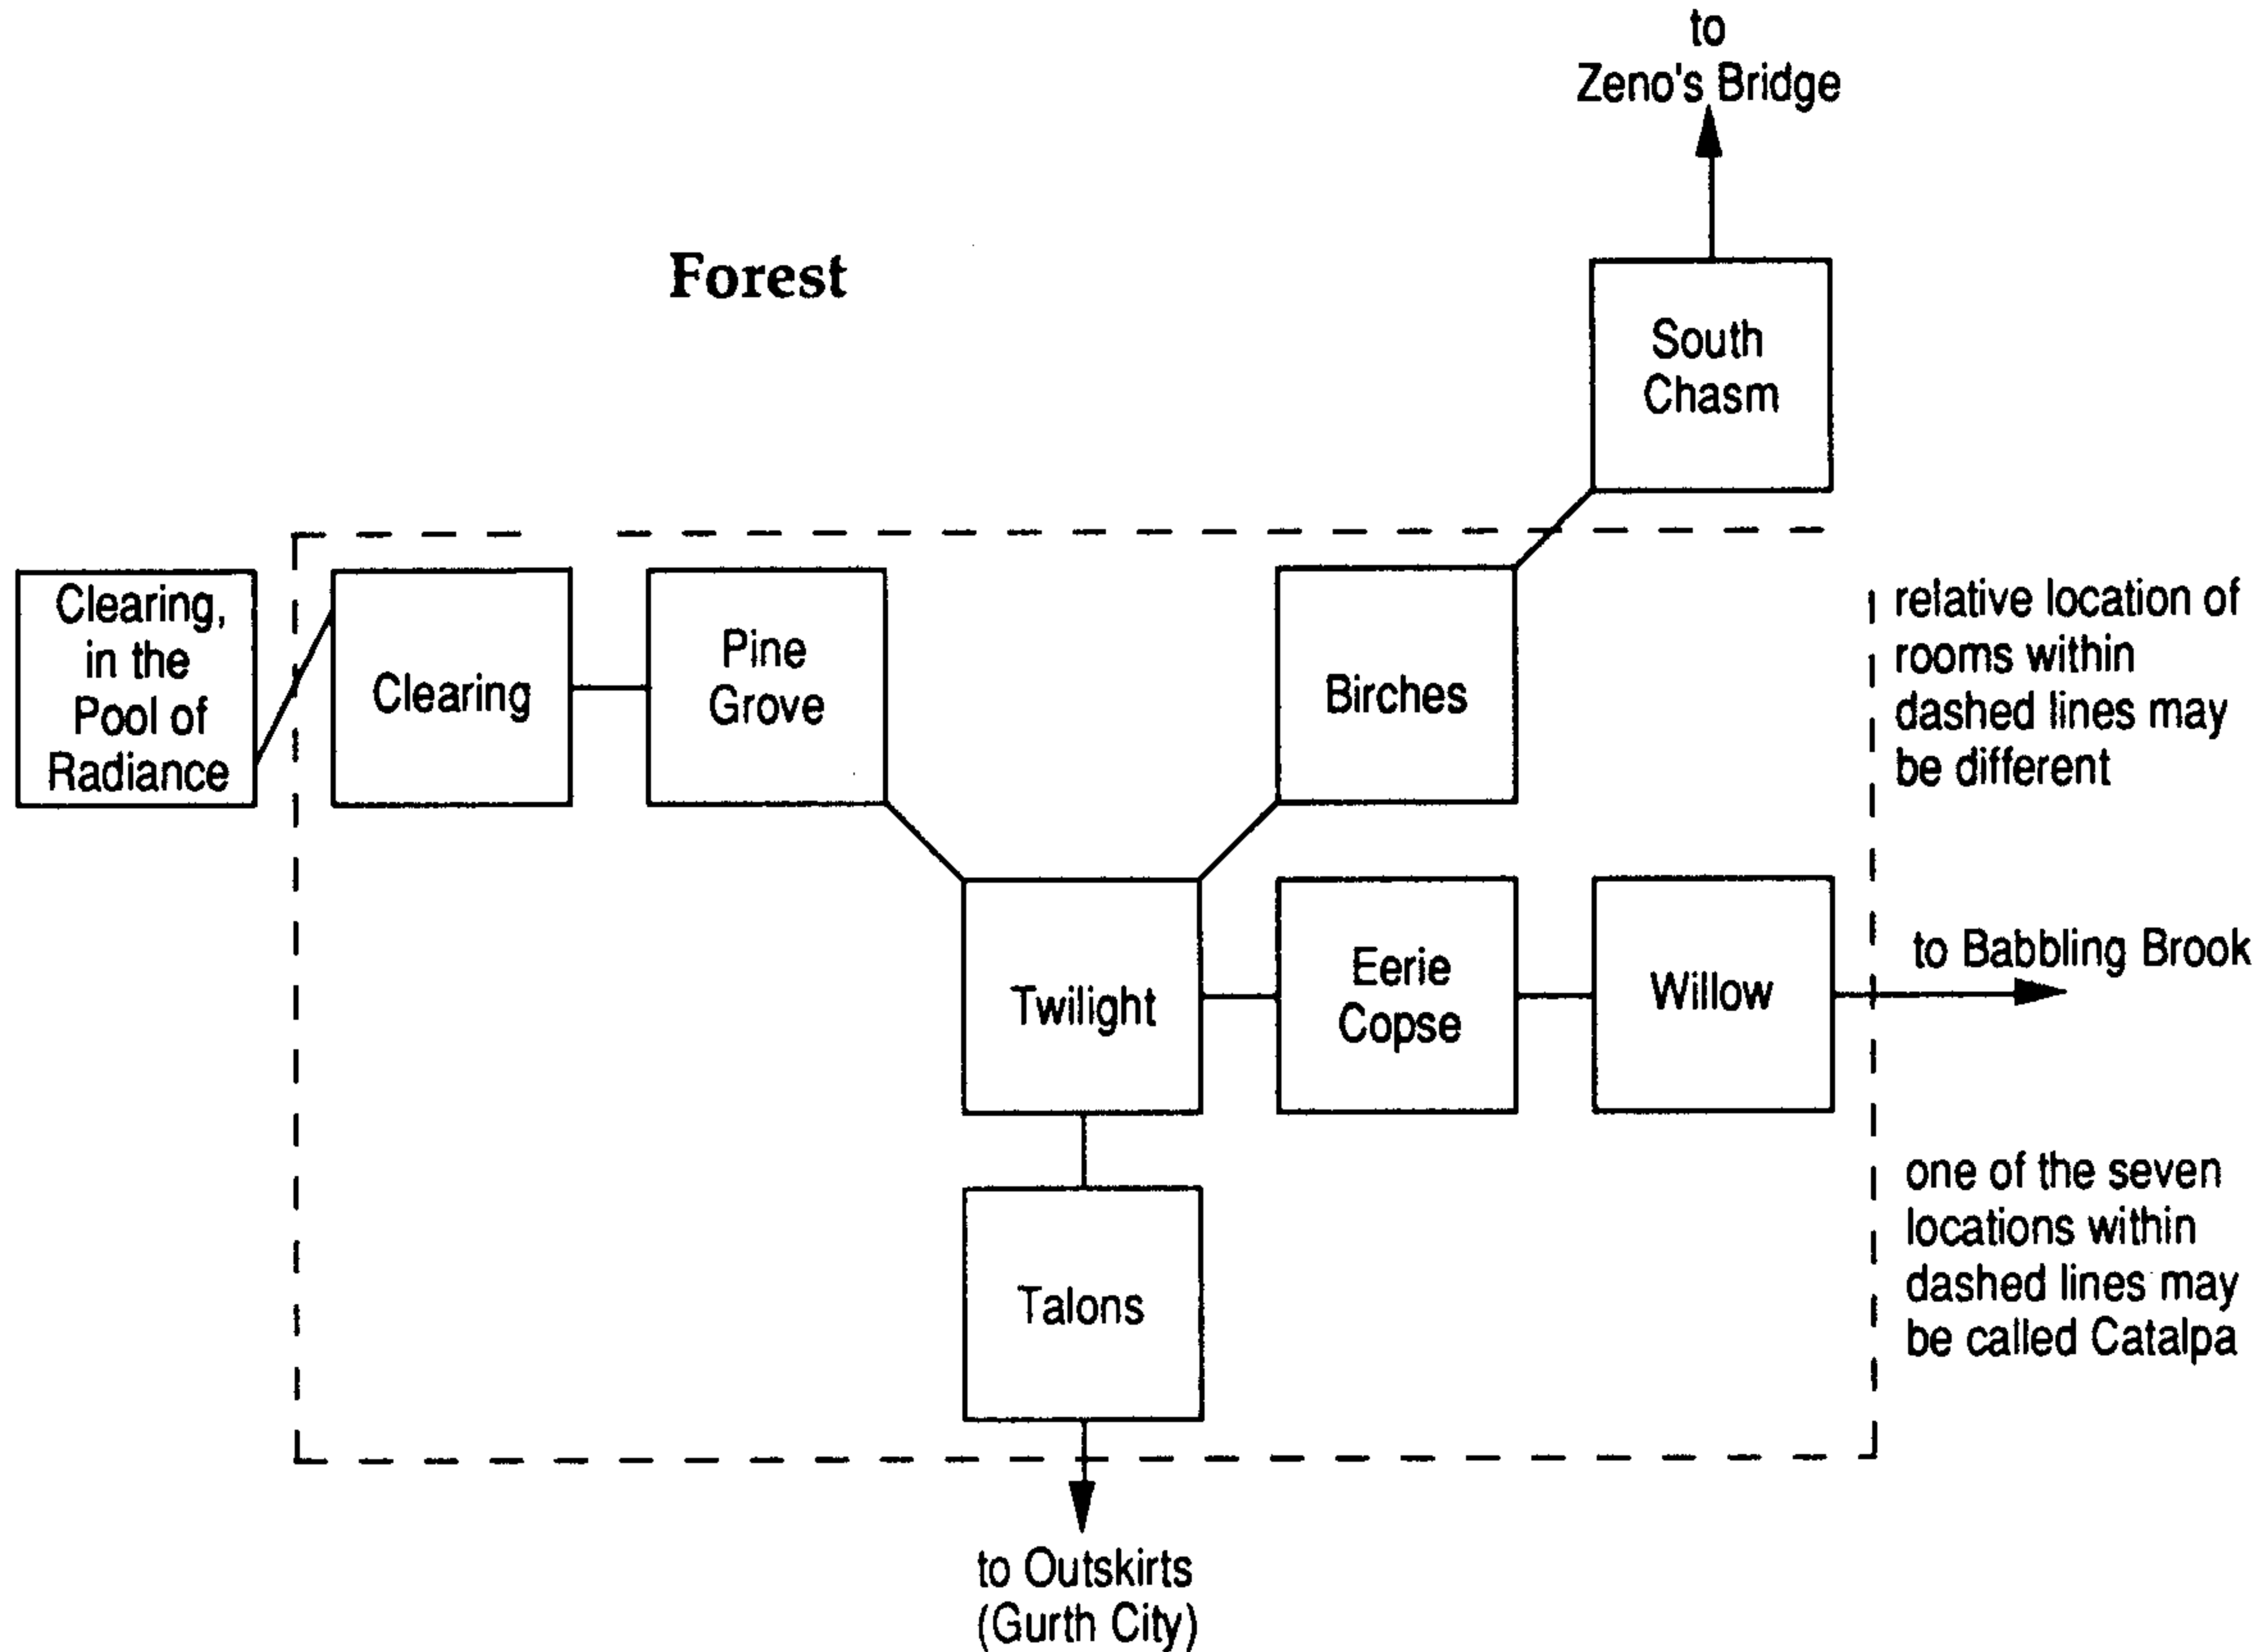 to
Zeno's Bridge
Forest
South
Chasm
Clearing,
in the
Pool of
Radiance
Clearing
Pine
Grove
Birches
relative location of
rooms within
dashed lines may
be different
Twilight
Eerie
Copse
Willow
to Babbling Brook
Talons
one of the seven
locations within
dashed lines may
be called Catalpa
to Outskirts
(Gurth City)